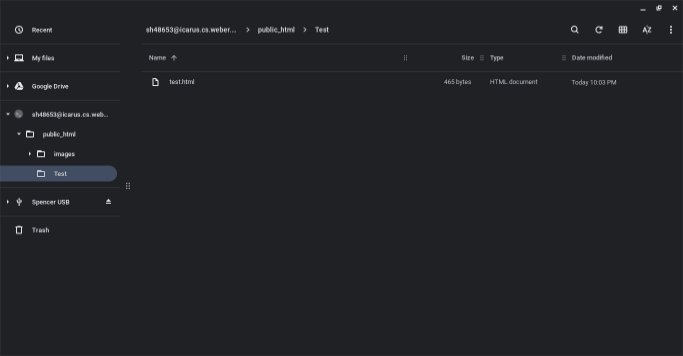 Recent
My files
Google Drive
sh48653@icarus.cs.web...
public_html
images
Test
Spencer USB
Trash
sh48653@icarus.cs.weber... public_html Test
AZ
Name Size Type Date modified
test.html 465 bytes HTML document Today 10:03 PM